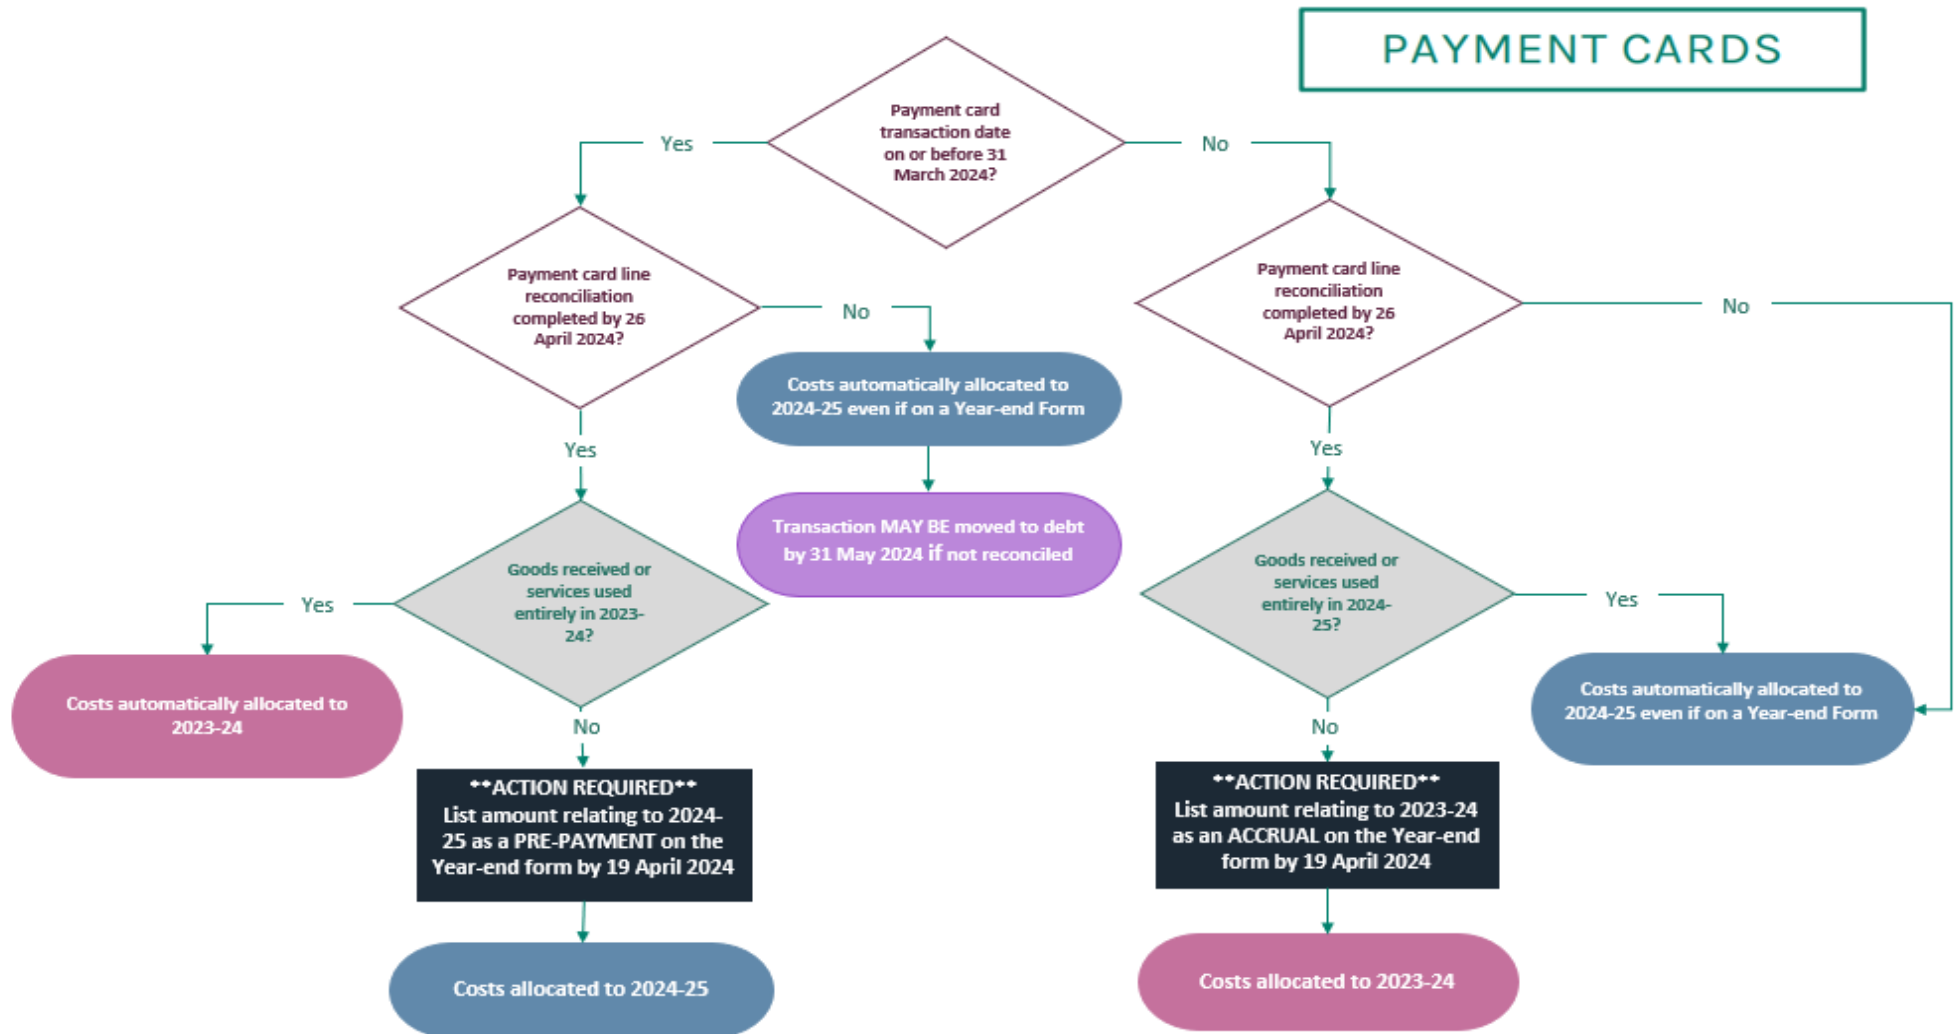 PAYMENT CARDS
Payment card
transaction date
on or before 31
March 2024?
Yes
No
Payment card line
reconciliation
completed by 26
April 2024?
No
Costs automatically allocated to
2024-25 even if on a Year-end Form
Transaction MAY BE moved to debt
by 31 May 2024 if not reconciled
Yes
Goods received or
services used
entirely in 2023-
24?
Yes
Costs automatically allocated to
2023-24
No
**ACTION REQUIRED**
List amount relating to 2024-
25 as a PRE-PAYMENT on the
Year-end form by 19 April 2024
Costs allocated to 2024-25
Payment card line
reconciliation
completed by 26
April 2024?
No
Yes
Goods received or
services used
entirely in 2024-
25?
Yes
Costs automatically allocated to
2024-25 even if on a Year-end Form
No
**ACTION REQUIRED**
List amount relating to 2023-24
as an ACCRUAL on the Year-end
form by 19 April 2024
Costs allocated to 2023-24